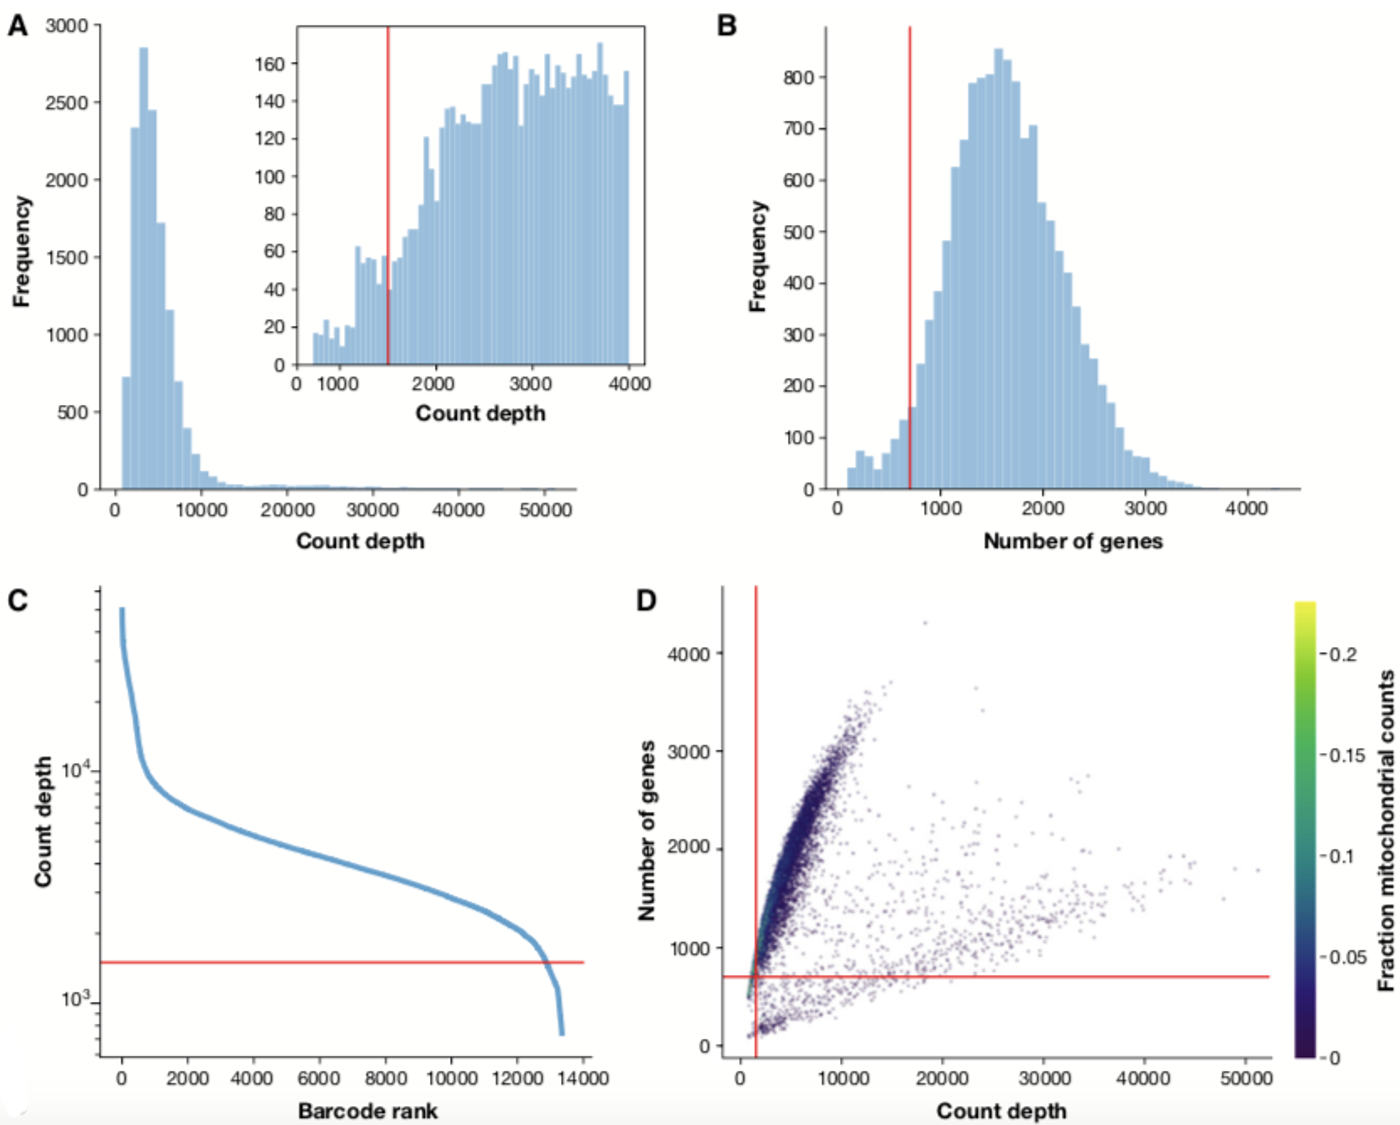 A
3000
2500
2000
1500
1000
500
0
Frequency
0 10000 20000 30000 40000 50000
Count depth
160
140
120
100
80
60
40
20
0
0 1000 2000 3000 4000
Count depth
B
800
700
600
500
400
300
200
100
0
Frequency
0 1000 2000 3000 4000
Number of genes
C
10⁴
10³
Count depth
0 2000 4000 6000 8000 10000 12000 14000
Barcode rank
D
4000
3000
2000
1000
0
Number of genes
0 10000 20000 30000 40000 50000
Count depth
0.2
0.15
0.1
0.05
0
Fraction mitochondrial counts